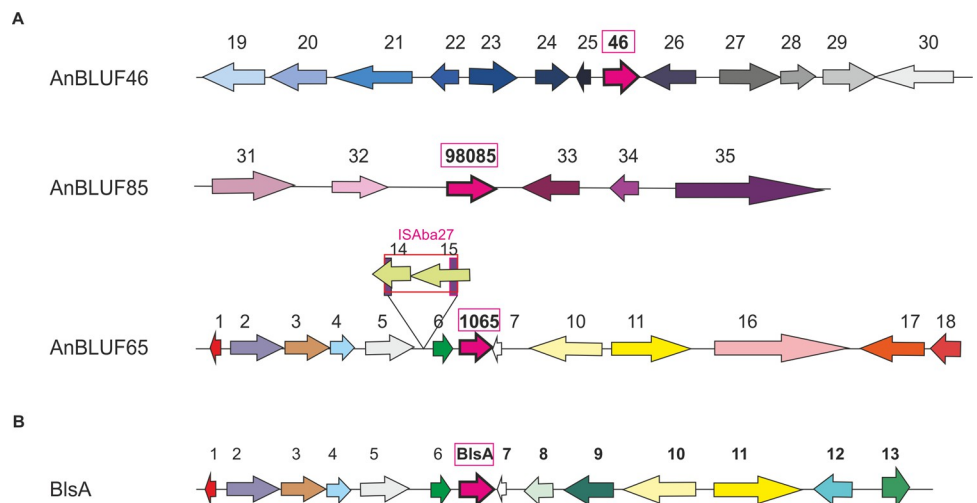 A
19 20 21 22 23 24 25 46 26 27 28 29 30
AnBLUF46
31 32 98085 33 34 35
AnBLUF85
ISAba27
14 15
1 2 3 4 5 6 1065 7 10 11 16 17 18
AnBLUF65
B
1 2 3 4 5 6 BlsA 7 8 9 10 11 12 13
BlsA